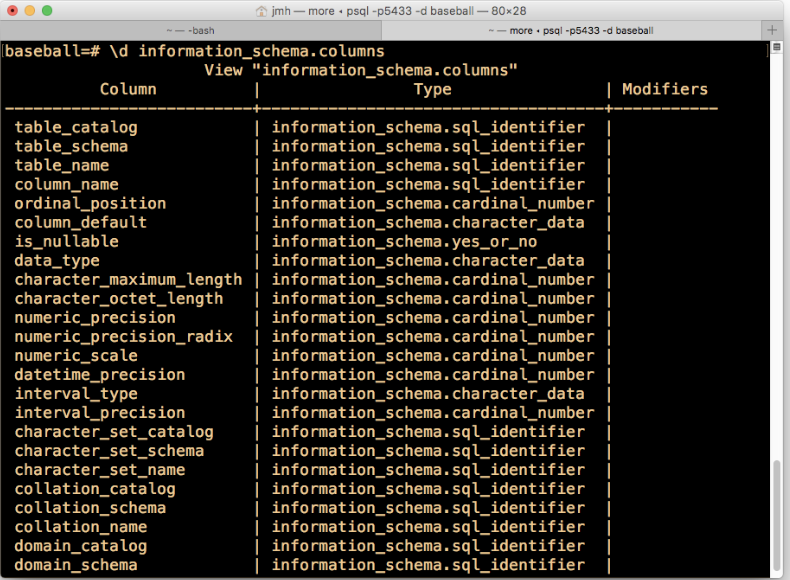 jmh — more ◂ psql -p5433 -d baseball — 80×28
~ — -bash
~ — more ◂ psql -p5433 -d baseball
+
[baseball=# \d information_schema.columns ]
View "information_schema.columns"
Column | Type | Modifiers
--------------------------+------------------------------------+-----------
table_catalog | information_schema.sql_identifier |
table_schema | information_schema.sql_identifier |
table_name | information_schema.sql_identifier |
column_name | information_schema.sql_identifier |
ordinal_position | information_schema.cardinal_number |
column_default | information_schema.character_data |
is_nullable | information_schema.yes_or_no |
data_type | information_schema.character_data |
character_maximum_length | information_schema.cardinal_number |
character_octet_length | information_schema.cardinal_number |
numeric_precision | information_schema.cardinal_number |
numeric_precision_radix | information_schema.cardinal_number |
numeric_scale | information_schema.cardinal_number |
datetime_precision | information_schema.cardinal_number |
interval_type | information_schema.character_data |
interval_precision | information_schema.cardinal_number |
character_set_catalog | information_schema.sql_identifier |
character_set_schema | information_schema.sql_identifier |
character_set_name | information_schema.sql_identifier |
collation_catalog | information_schema.sql_identifier |
collation_schema | information_schema.sql_identifier |
collation_name | information_schema.sql_identifier |
domain_catalog | information_schema.sql_identifier |
domain_schema | information_schema.sql_identifier |